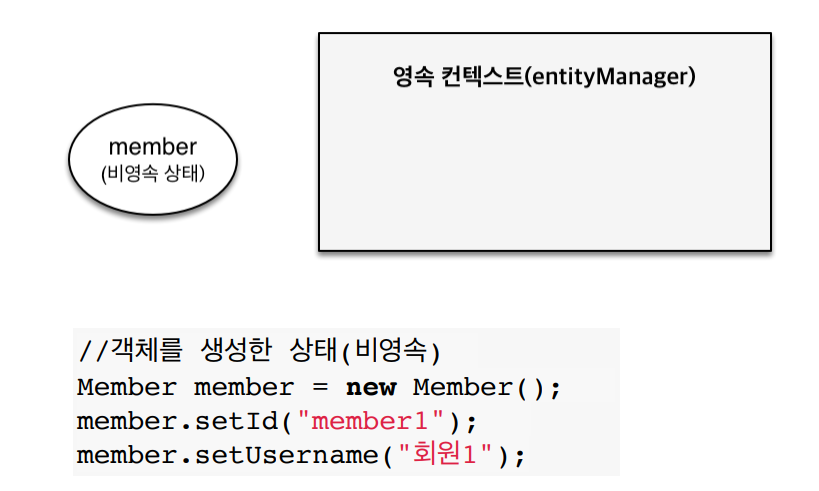 영속 컨텍스트(entityManager)
member
(비영속 상태)
//객체를 생성한 상태(비영속)
Member member = new Member();
member.setId("member1");
member.setUsername("회원1");